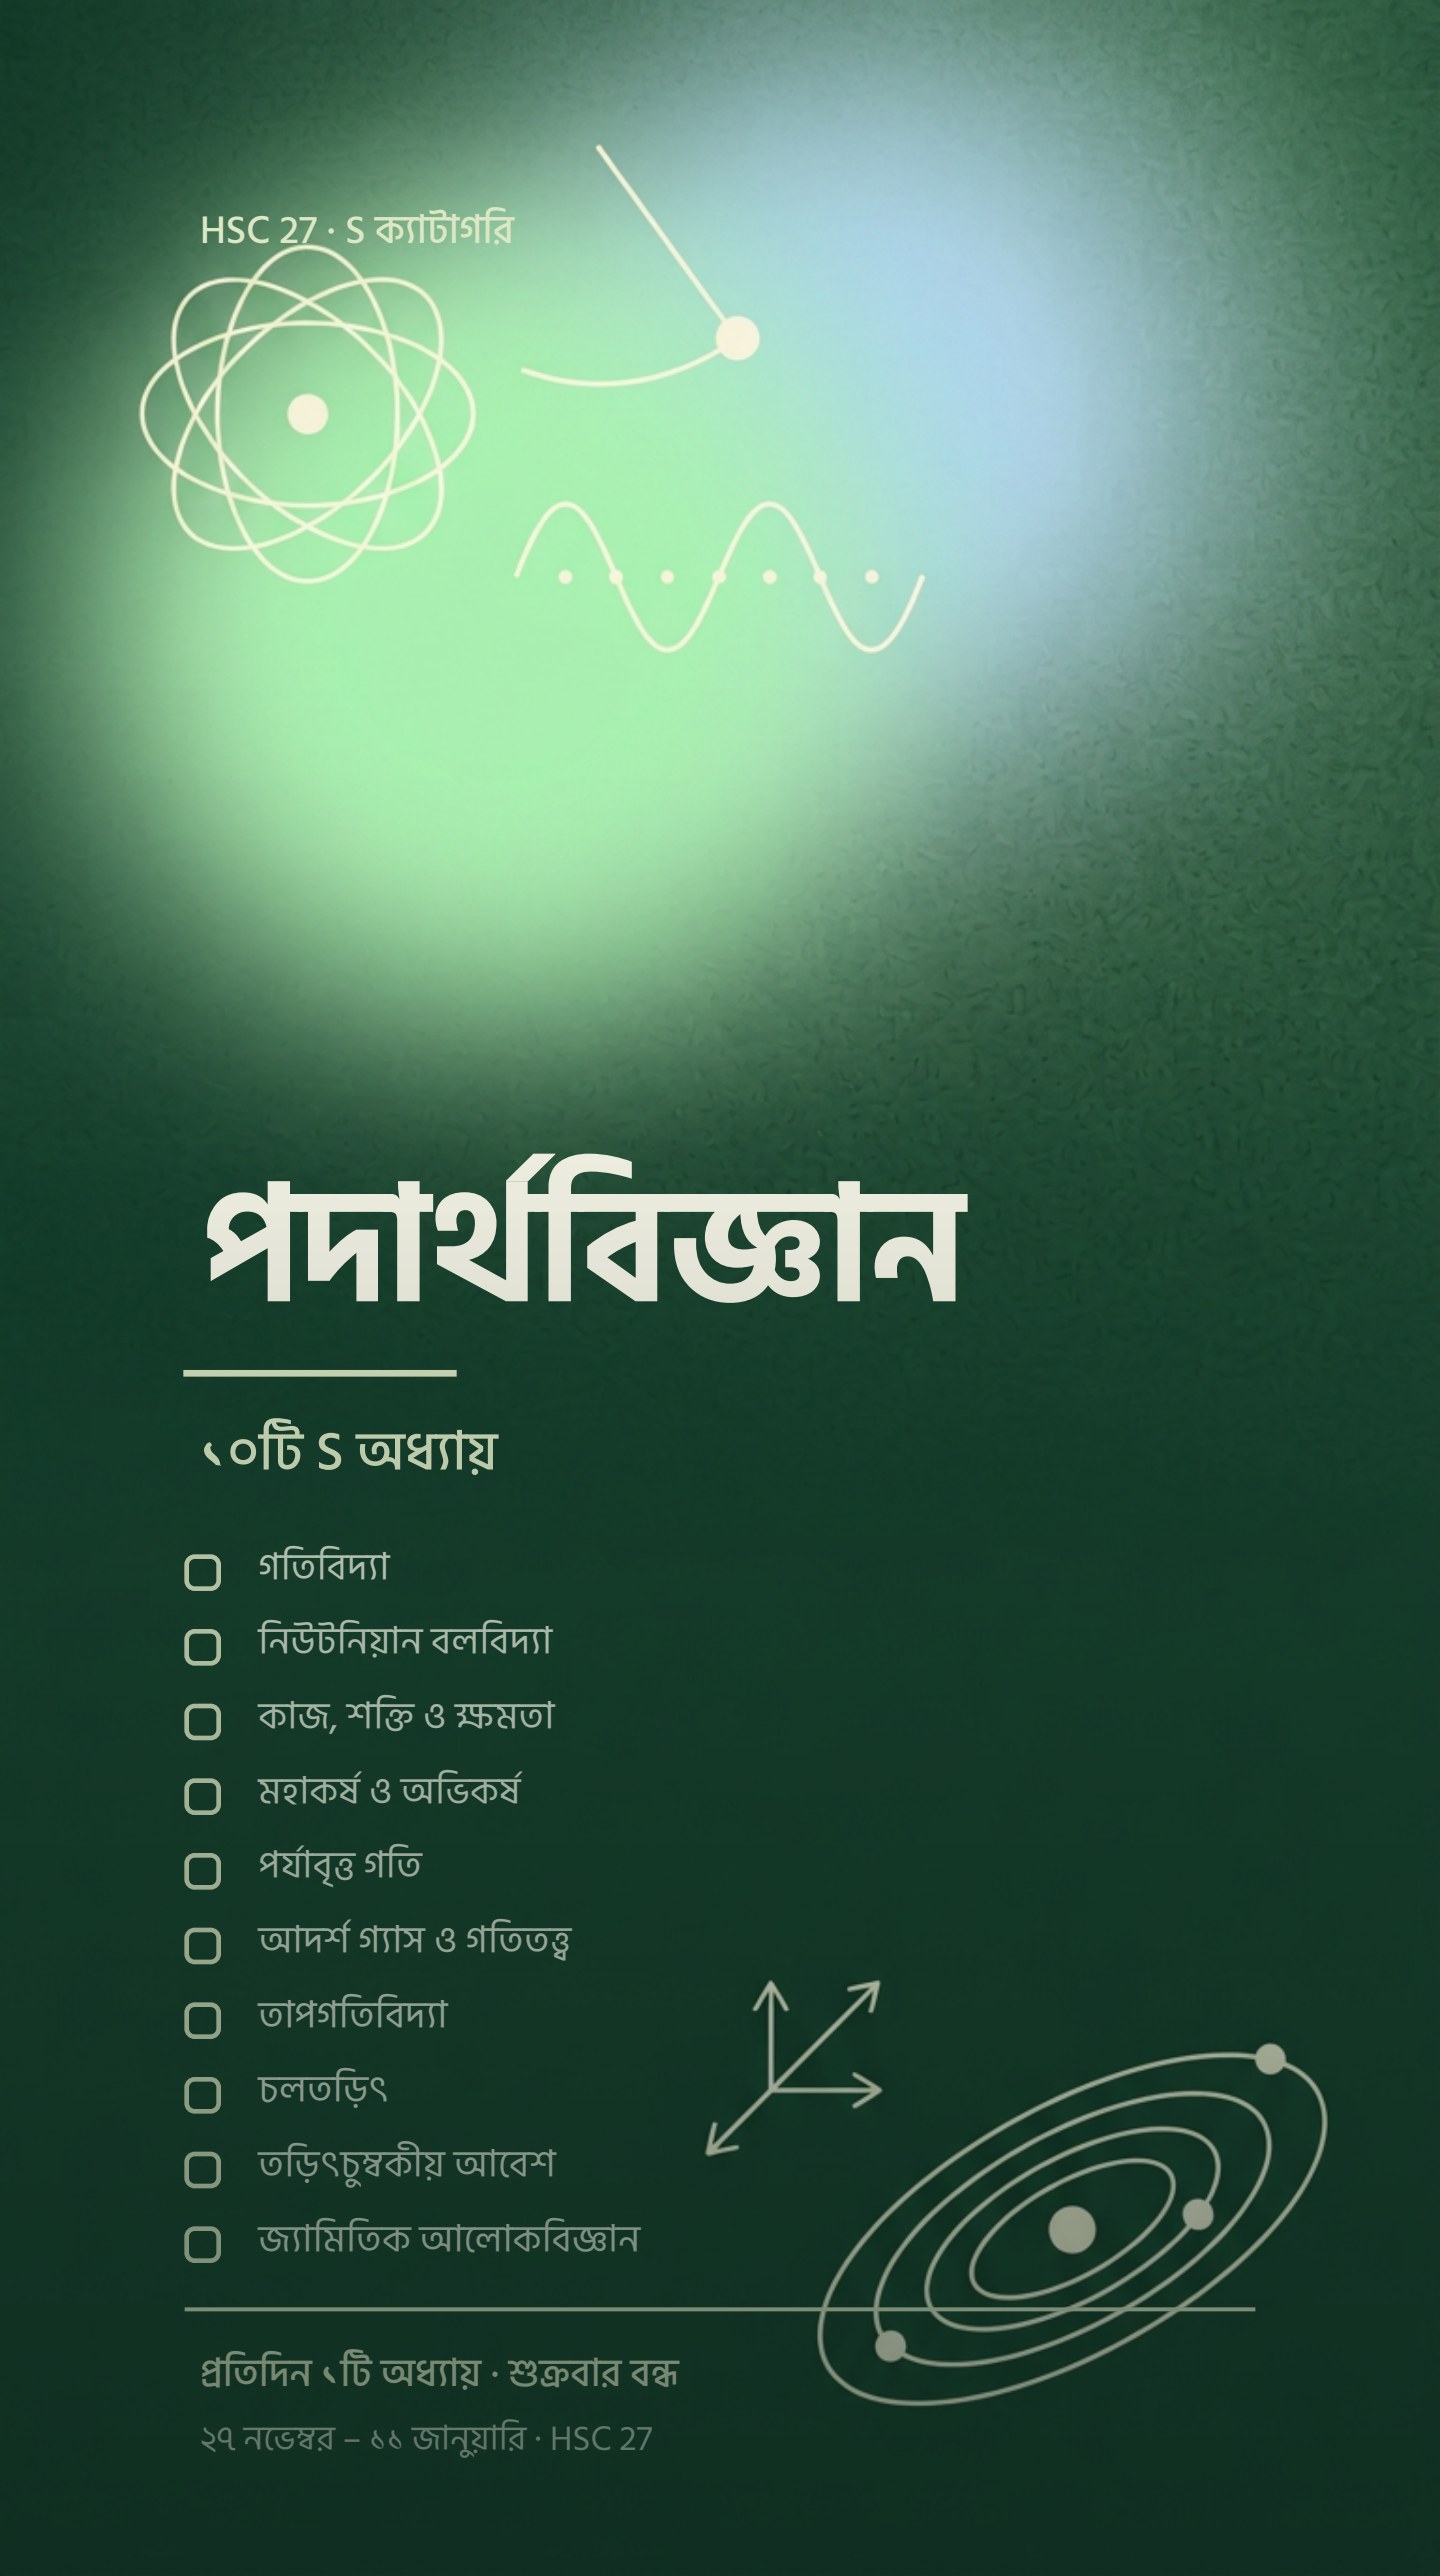 HSC 27 · S ক্যাটাগরি
পদার্থবিজ্ঞান
১০টি S অধ্যায়
গতিবিদ্যা
নিউটনিয়ান বলবিদ্যা
কাজ, শক্তি ও ক্ষমতা
মহাকর্ষ ও অভিকর্ষ
পর্যাবৃত্ত গতি
আদর্শ গ্যাস ও গতিতত্ত্ব
তাপগতিবিদ্যা
চলতড়িৎ
তড়িৎচুম্বকীয় আবেশ
জ্যামিতিক আলোকবিজ্ঞান
প্রতিদিন ১টি অধ্যায় · শুক্রবার বন্ধ
২৭ নভেম্বর – ১১ জানুয়ারি · HSC 27